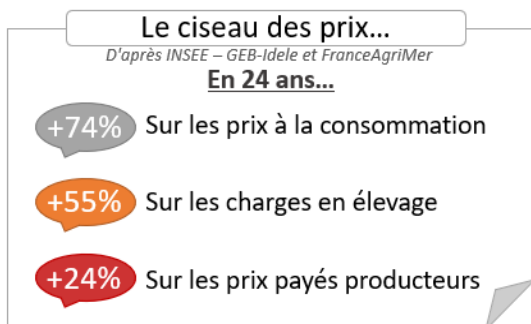 Le ciseau des prix...
D'après INSEE – GEB-Idele et FranceAgriMer
En 24 ans...
+74% Sur les prix à la consommation
+55% Sur les charges en élevage
+24% Sur les prix payés producteurs